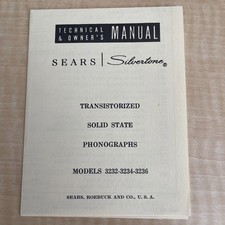 TECHNICAL
& OWNER'S MANUAL
SEARS | Silvertone ®
TRANSISTORIZED
SOLID STATE
PHONOGRAPHS
MODELS 3232-3234-3236
SEARS, ROEBUCK AND CO., U. S. A.